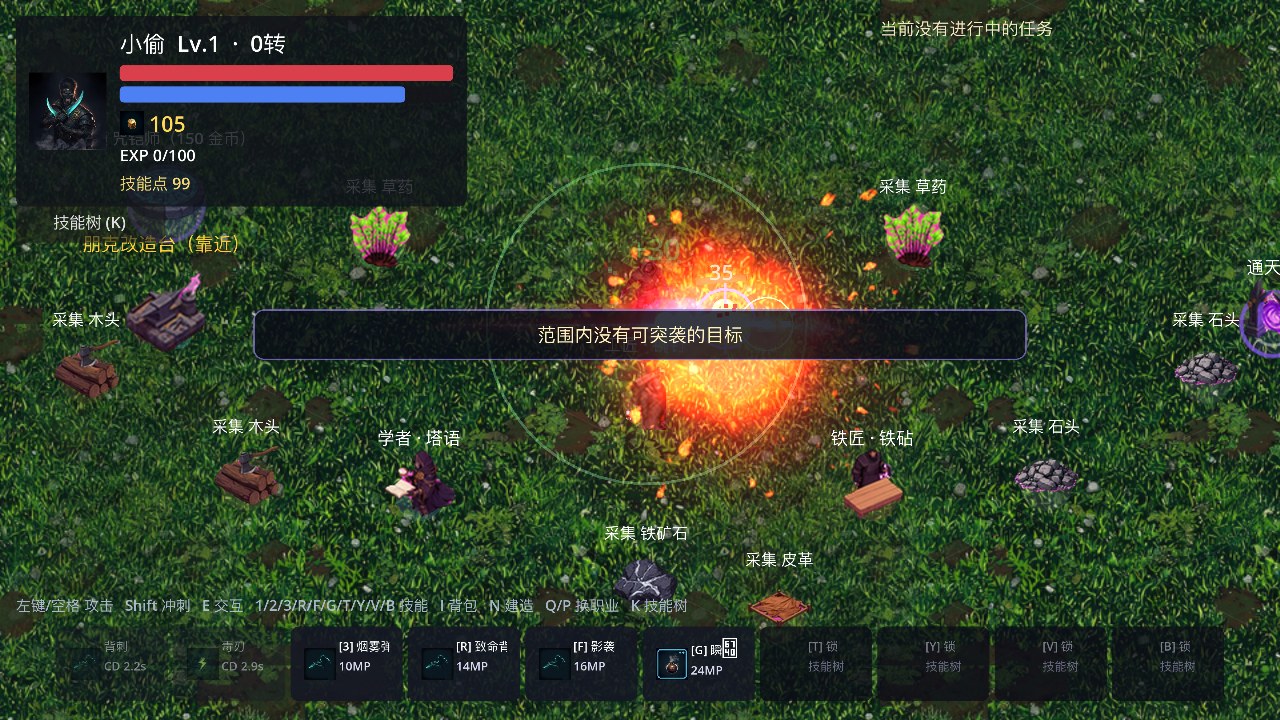 小偷 Lv.1 · 0转
105
先铠师 (150 金币)
EXP 0/100
技能点 99
技能树 (K)
朋克改造台 (靠近)
当前没有进行中的任务
采集 草药
采集 草药
35
通天
采集 木头
采集 石头
范围内没有可突袭的目标
采集 木头
学者 · 塔语
铁匠 · 铁砧
采集 石头
采集 铁矿石
采集 皮革
左键/空格 攻击 Shift 冲刺 E 交互 1/2/3/R/F/G/T/Y/V/B 技能 I 背包 N 建造 Q/P 换职业 K 技能树
背刺
CD 2.2s
毒刃
CD 2.9s
[3] 烟雾弹
10MP
[R] 致命背
14MP
[F] 影袭
16MP
[G] 瞬
24MP
[T] 锁
技能树
[Y] 锁
技能树
[V] 锁
技能树
[B] 锁
技能树